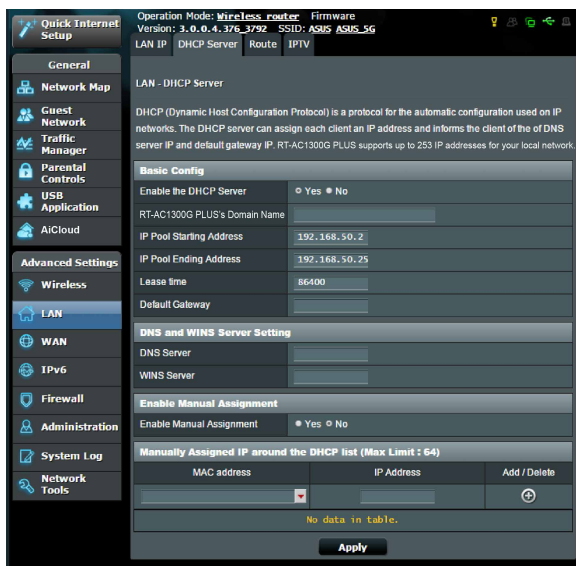 Quick Internet
Setup
Operation Mode: Wireless router Firmware
Version: 3.0.0.4.376_3792 SSID: ASUS ASUS_5G
LAN IP DHCP Server Route IPTV
General
Network Map
Guest
Network
Traffic
Manager
Parental
Controls
USB
Application
AiCloud
Advanced Settings
Wireless
LAN
WAN
IPv6
Firewall
Administration
System Log
Network
Tools
LAN - DHCP Server
DHCP (Dynamic Host Configuration Protocol) is a protocol for the automatic configuration used on IP
networks. The DHCP server can assign each client an IP address and informs the client of the of DNS
server IP and default gateway IP. RT-AC1300G PLUS supports up to 253 IP addresses for your local network.
Basic Config
Enable the DHCP Server Yes No
RT-AC1300G PLUS's Domain Name
IP Pool Starting Address 192.168.50.2
IP Pool Ending Address 192.168.50.25
Lease time 86400
Default Gateway
DNS and WINS Server Setting
DNS Server
WINS Server
Enable Manual Assignment
Enable Manual Assignment Yes No
Manually Assigned IP around the DHCP list (Max Limit : 64)
MAC address IP Address Add / Delete
No data in table.
Apply